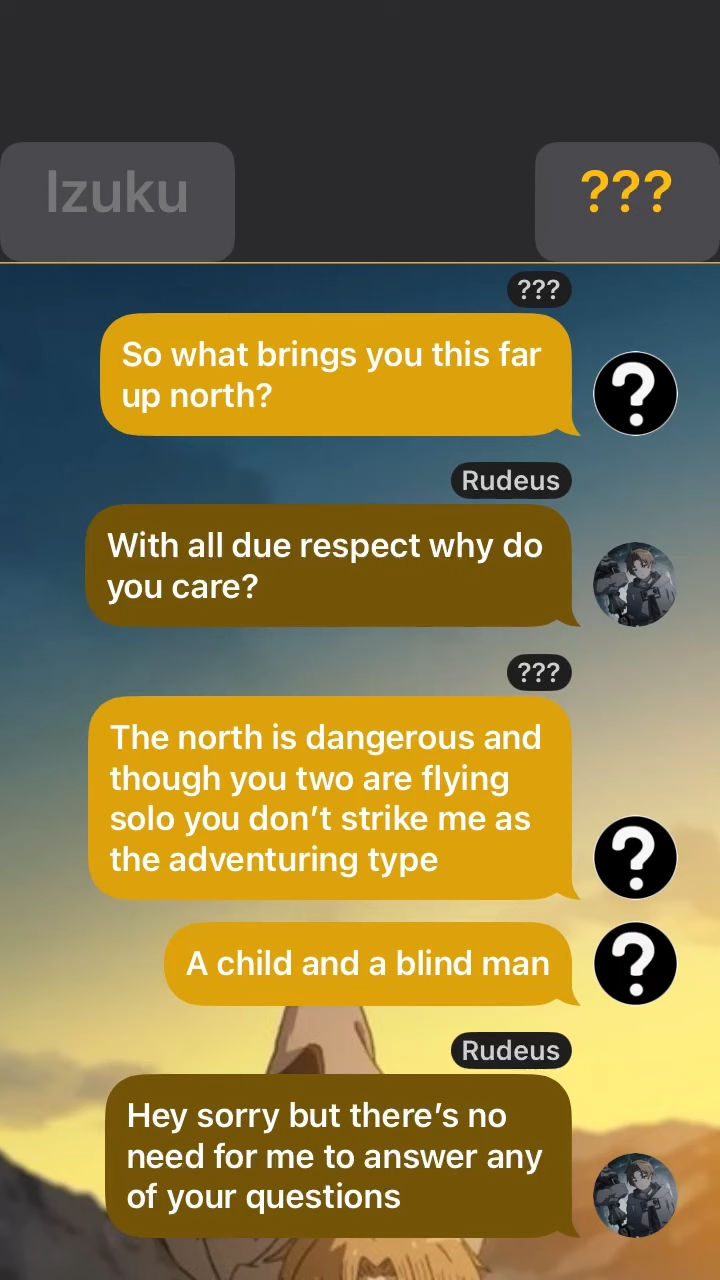 Izuku
???
???
So what brings you this far
up north?
Rudeus
With all due respect why do
you care?
???
The north is dangerous and
though you two are flying
solo you don’t strike me as
the adventuring type
A child and a blind man
Rudeus
Hey sorry but there’s no
need for me to answer any
of your questions